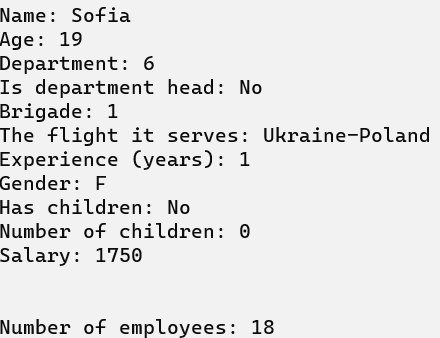 Name: Sofia
Age: 19
Department: 6
Is department head: No
Brigade: 1
The flight it serves: Ukraine-Poland
Experience (years): 1
Gender: F
Has children: No
Number of children: 0
Salary: 1750
Number of employees: 18